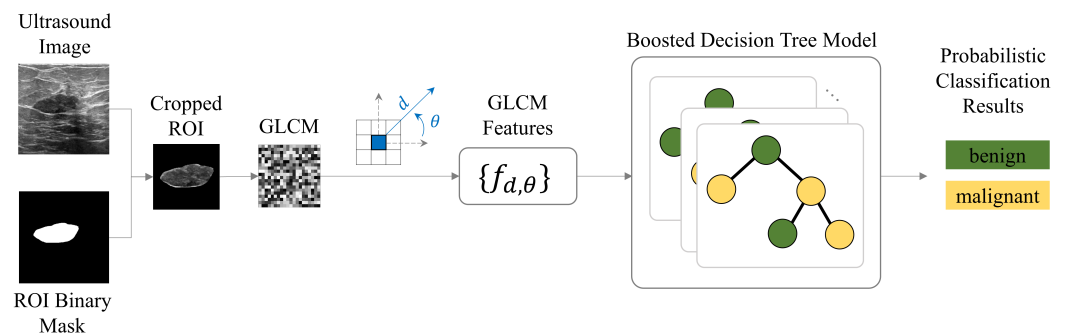 Ultrasound
Image
ROI Binary
Mask
Cropped
ROI
GLCM
d
θ
GLCM
Features
{f_{d,θ}}
Boosted Decision Tree Model
Probabilistic
Classification
Results
benign
malignant